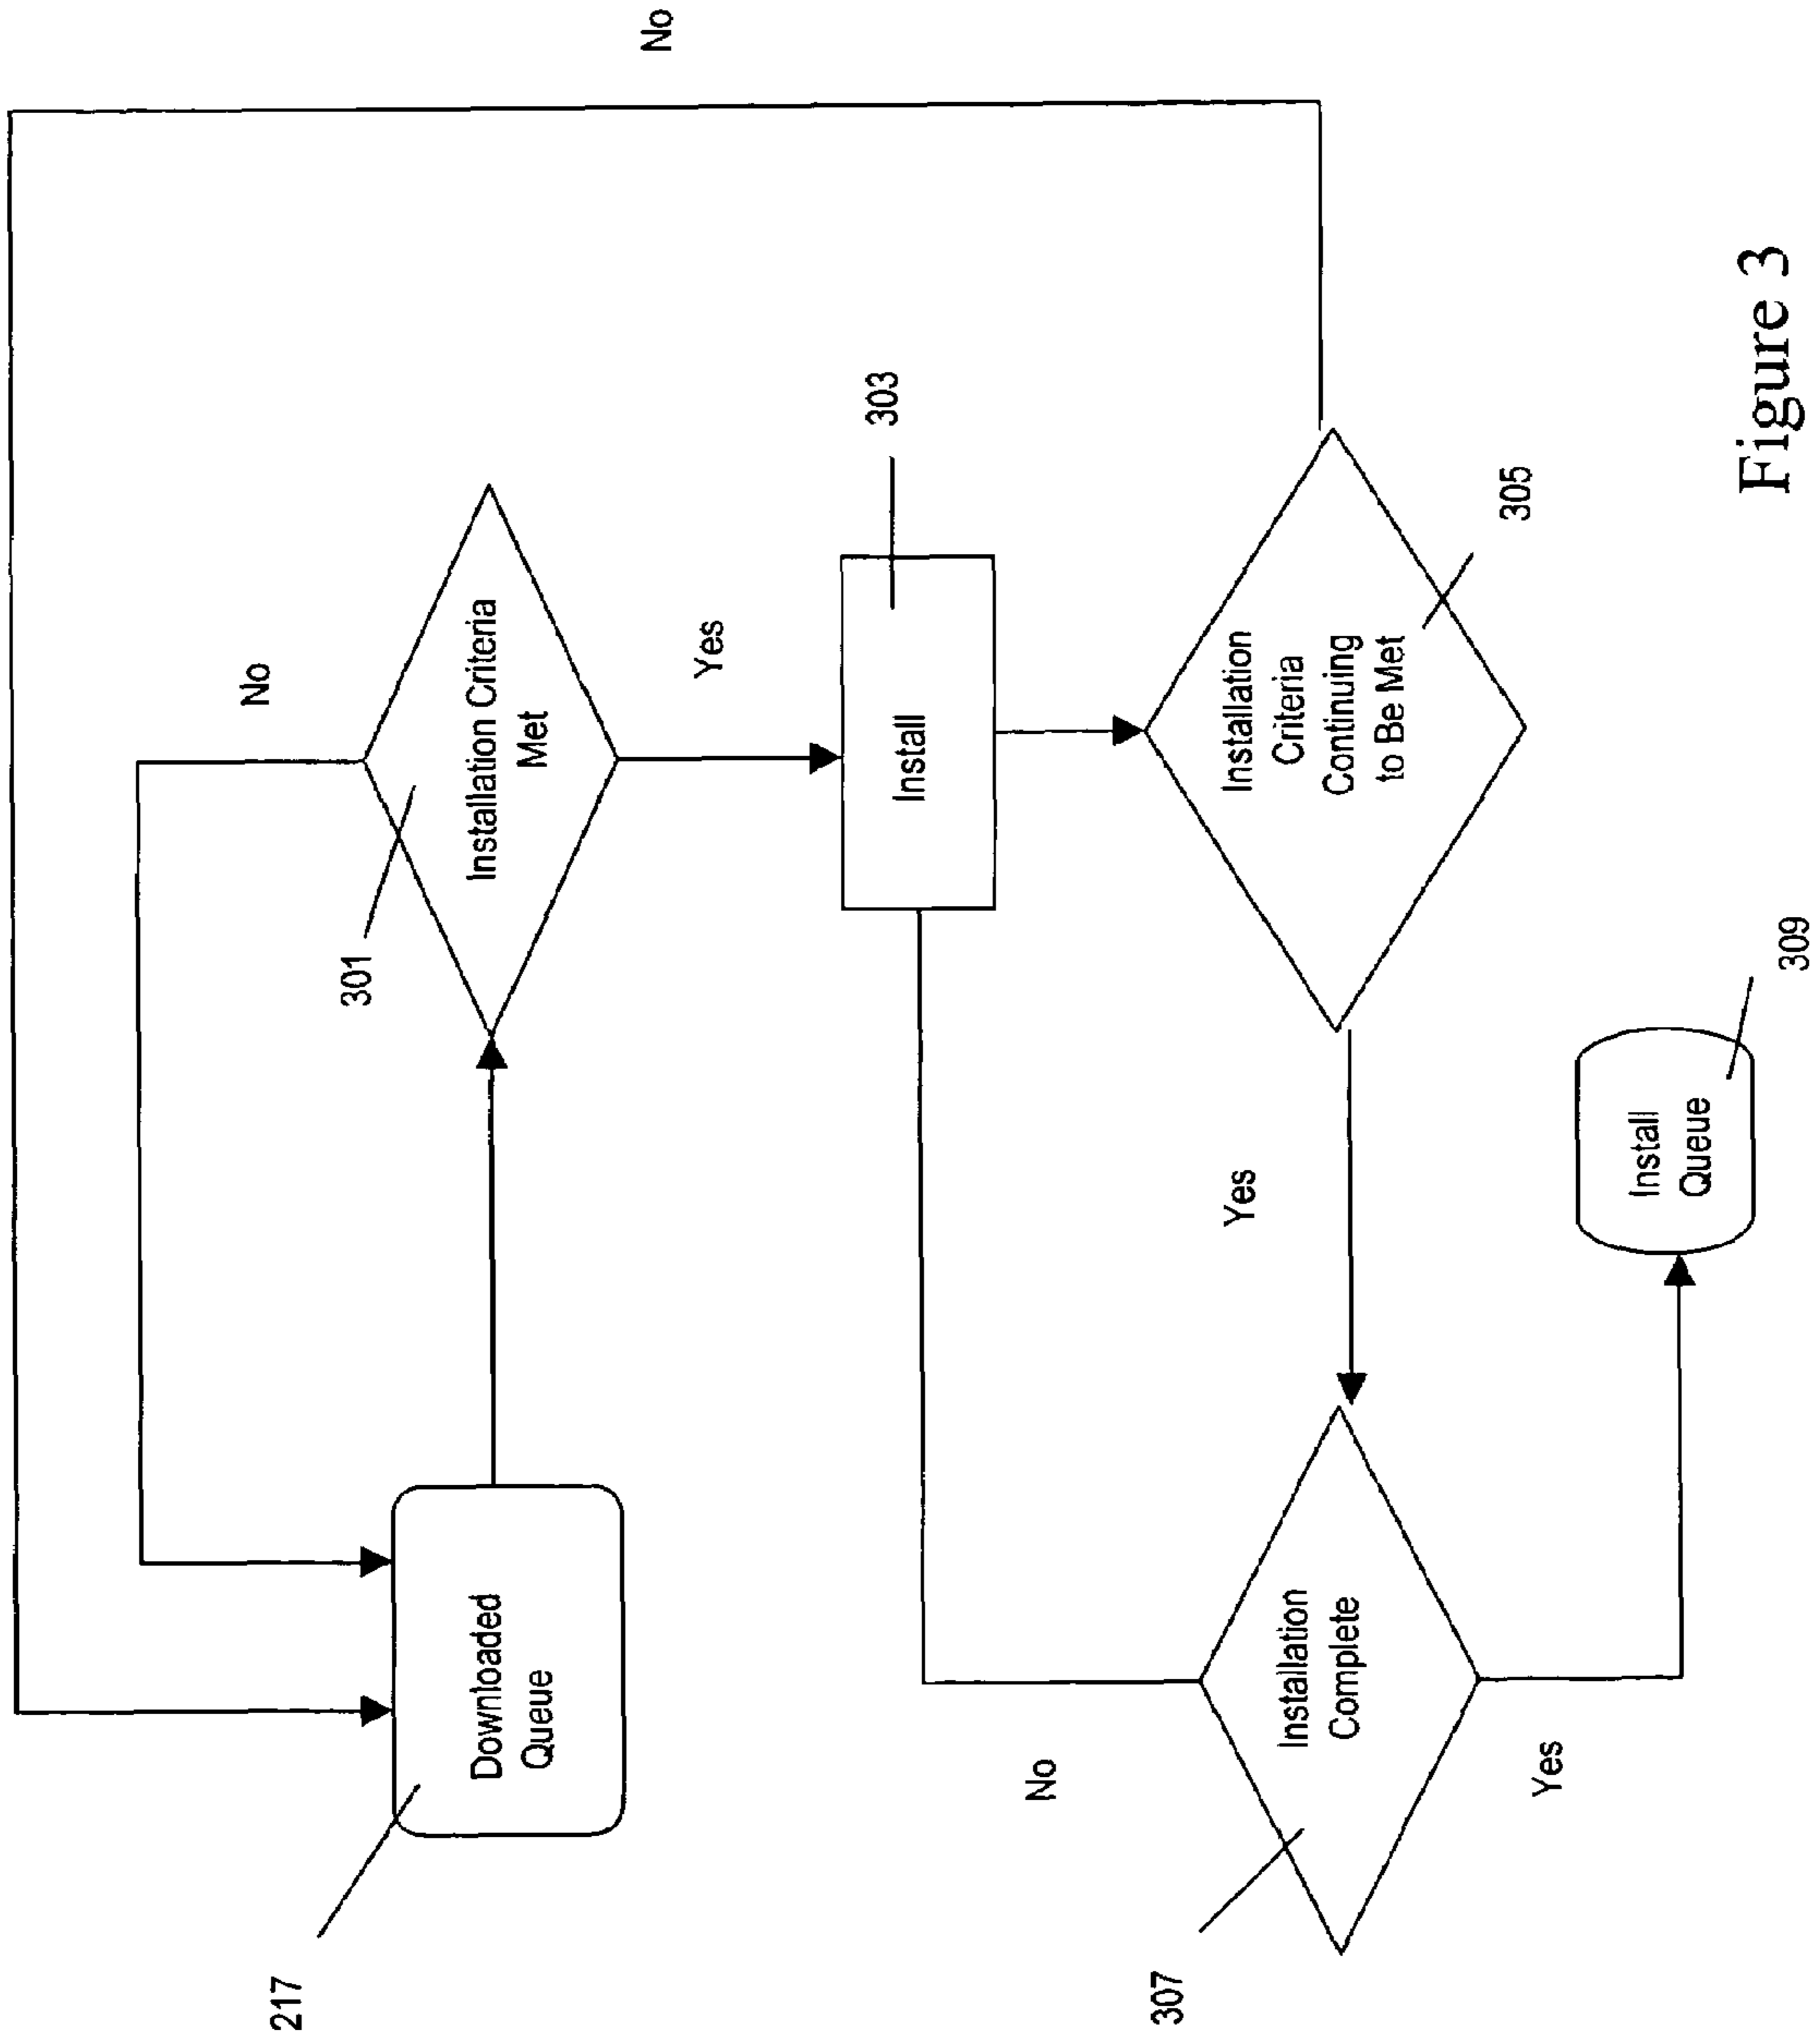 No
No
217
Downloaded
Queue
301
Installation Criteria
Met
Yes
303
Install
No
307
Installation
Complete
Yes
Yes
Installation
Criteria
Continuing
to Be Met
305
Install
Queue
309
Figure 3